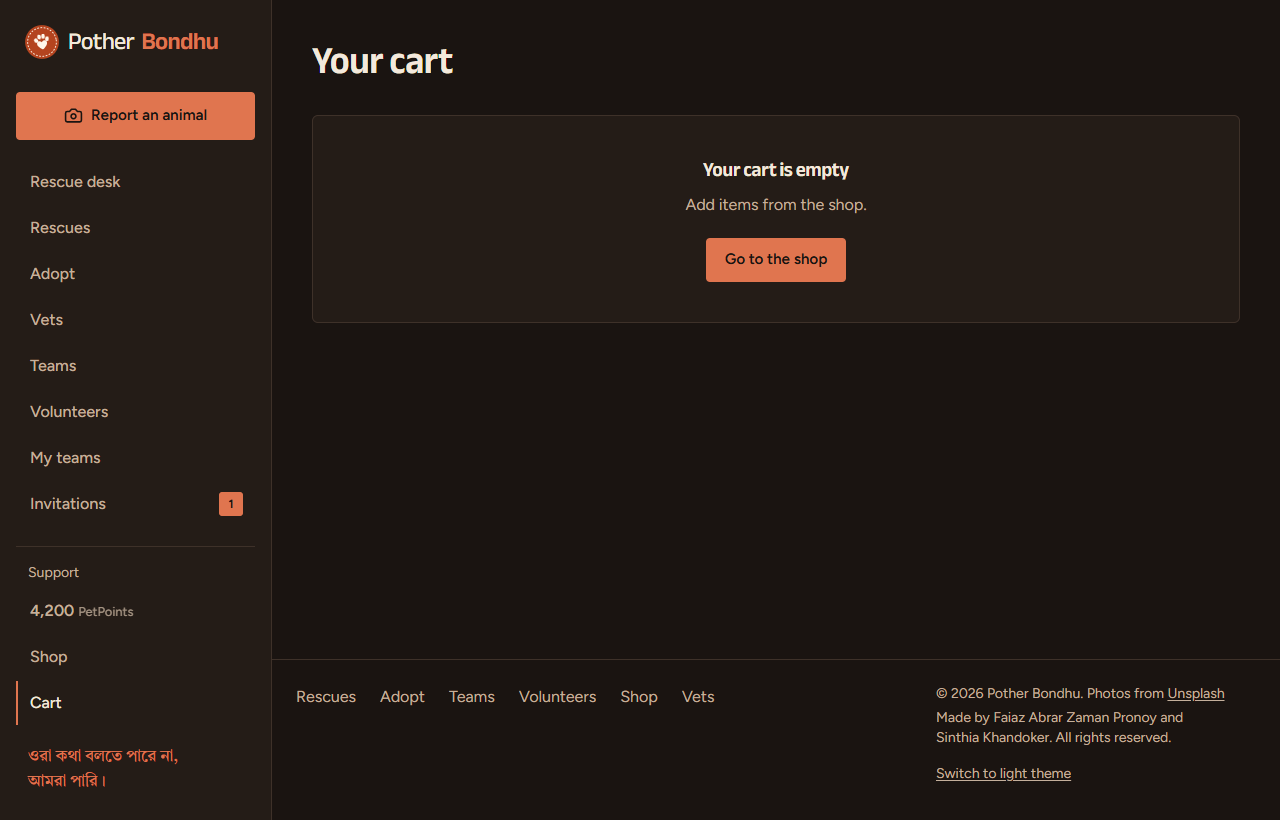 Pother Bondhu
Report an animal
Rescue desk
Rescues
Adopt
Vets
Teams
Volunteers
My teams
Invitations 1
Support
4,200 PetPoints
Shop
Cart
ওরা কথা বলতে পারে না,
আমরা পারি।
Your cart
Your cart is empty
Add items from the shop.
Go to the shop
Rescues Adopt Teams Volunteers Shop Vets
© 2026 Pother Bondhu. Photos from Unsplash
Made by Faiaz Abrar Zaman Pronoy and
Sinthia Khandoker. All rights reserved.
Switch to light theme